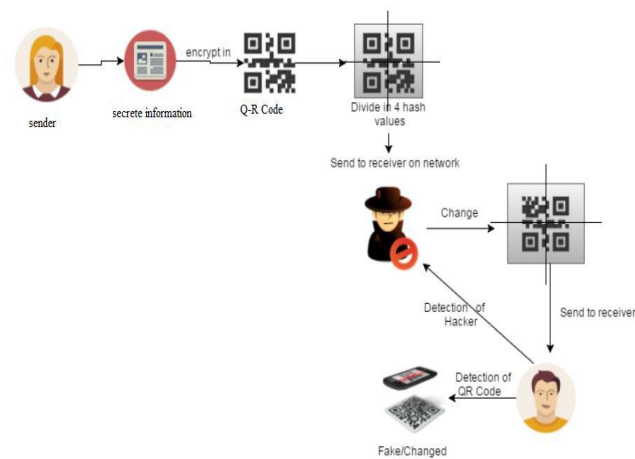 encrypt in
sender
secrete information
Q-R Code
Divide in 4 hash
values
Send to receiver on network
Change
Detection of
Hacker
Send to receiver
Detection of
QR Code
Fake/Changed